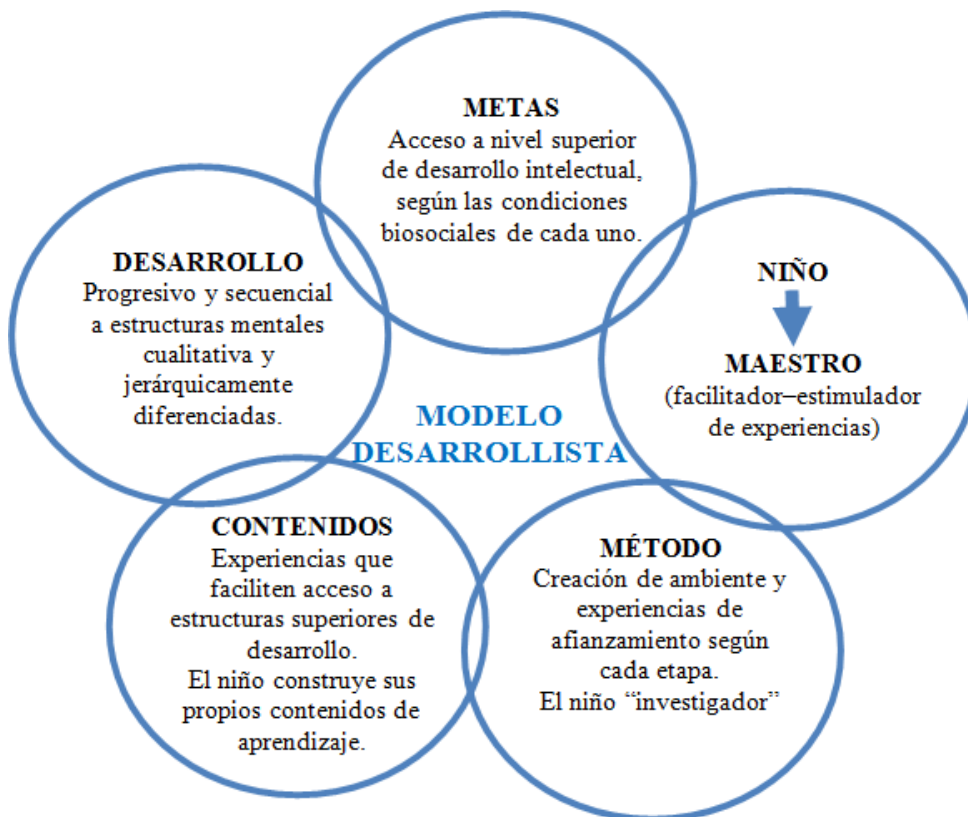 METAS
Acceso a nivel superior
de desarrollo intelectual,
según las condiciones
biosociales de cada uno.
DESARROLLO
Progresivo y secuencial
a estructuras mentales
cualitativa y
jerárquicamente
diferenciadas.
NIÑO
MAESTRO
(facilitador–estimulador
de experiencias)
MODELO
DESARROLLISTA
CONTENIDOS
Experiencias que
faciliten acceso a
estructuras superiores de
desarrollo.
El niño construye sus
propios contenidos de
aprendizaje.
MÉTODO
Creación de ambiente y
experiencias de
afianzamiento según
cada etapa.
El niño “investigador”